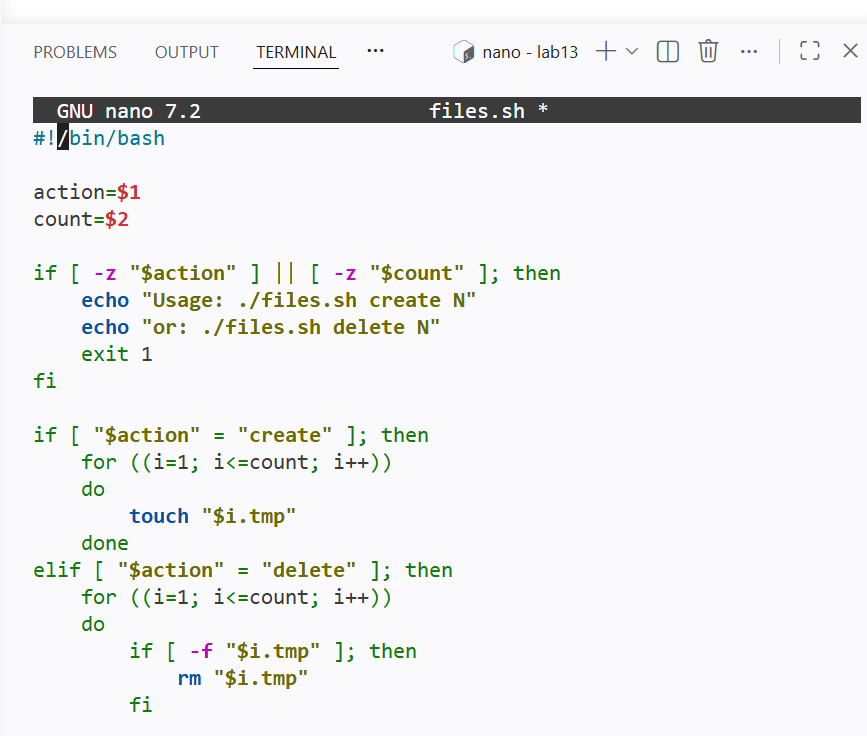 PROBLEMS OUTPUT TERMINAL ··· nano - lab13 ···
GNU nano 7.2 files.sh *
#!/bin/bash

action=$1
count=$2

if [ -z "$action" ] || [ -z "$count" ]; then
    echo "Usage: ./files.sh create N"
    echo "or: ./files.sh delete N"
    exit 1
fi

if [ "$action" = "create" ]; then
    for ((i=1; i<=count; i++))
    do
        touch "$i.tmp"
    done
elif [ "$action" = "delete" ]; then
    for ((i=1; i<=count; i++))
    do
        if [ -f "$i.tmp" ]; then
            rm "$i.tmp"
        fi